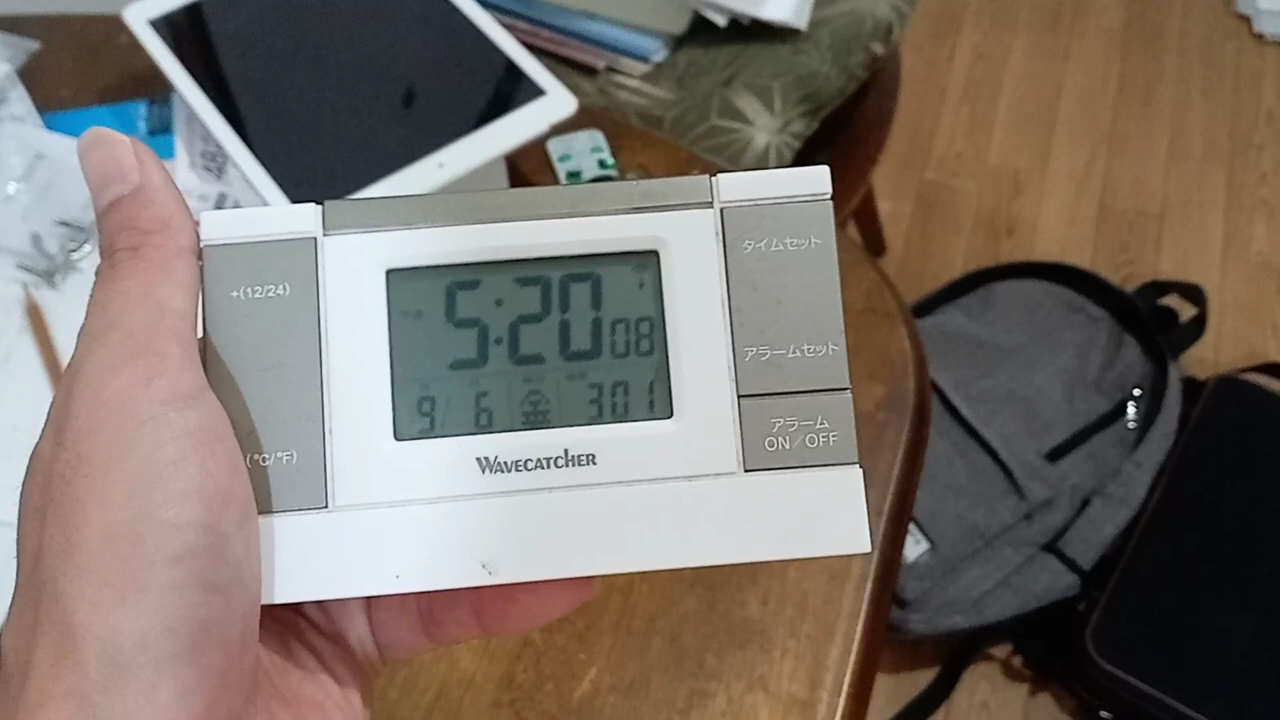 +(12/24)
(°C/°F)
5:20 08
9/6 金 30.1
WAVECATCHER
タイムセット
アラームセット
アラーム
ON/OFF